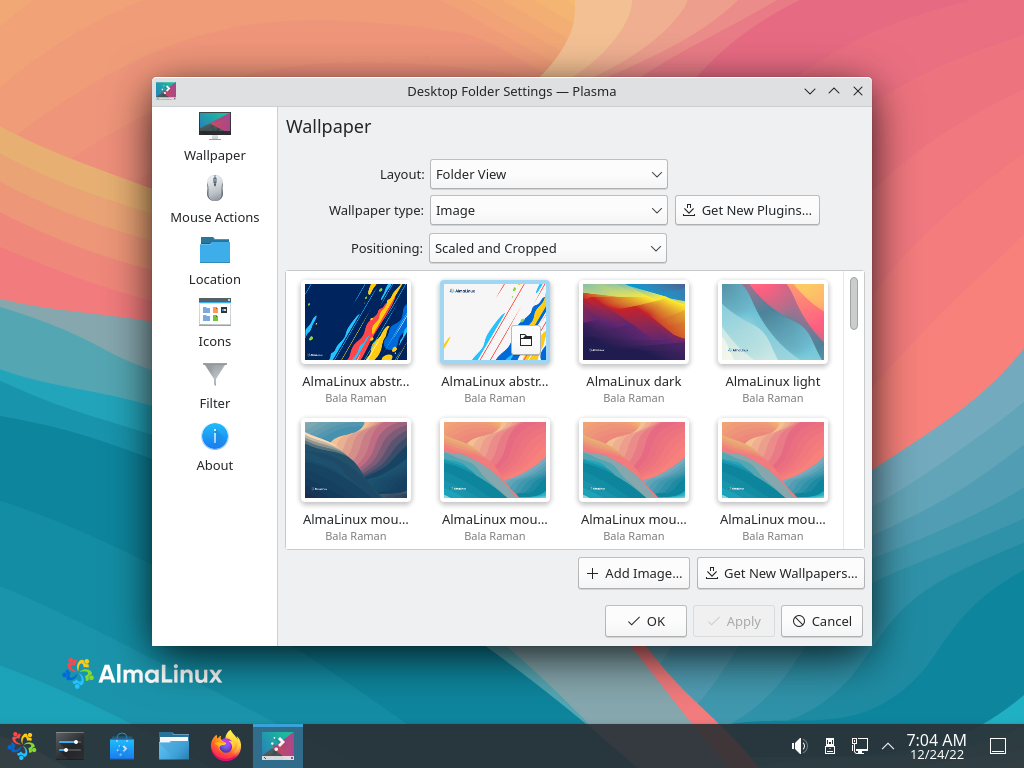 Desktop Folder Settings — Plasma
Wallpaper
Mouse Actions
Location
Icons
Filter
i
About
Wallpaper
Layout: Folder View
Wallpaper type: Image Get New Plugins...
Positioning: Scaled and Cropped
AlmaLinux
AlmaLinux abstr... AlmaLinux abstr... AlmaLinux dark AlmaLinux light
Bala Raman Bala Raman Bala Raman Bala Raman
AlmaLinux mou... AlmaLinux mou... AlmaLinux mou... AlmaLinux mou...
Bala Raman Bala Raman Bala Raman Bala Raman
Add Image... Get New Wallpapers...
OK Apply Cancel
AlmaLinux
7:04 AM
12/24/22